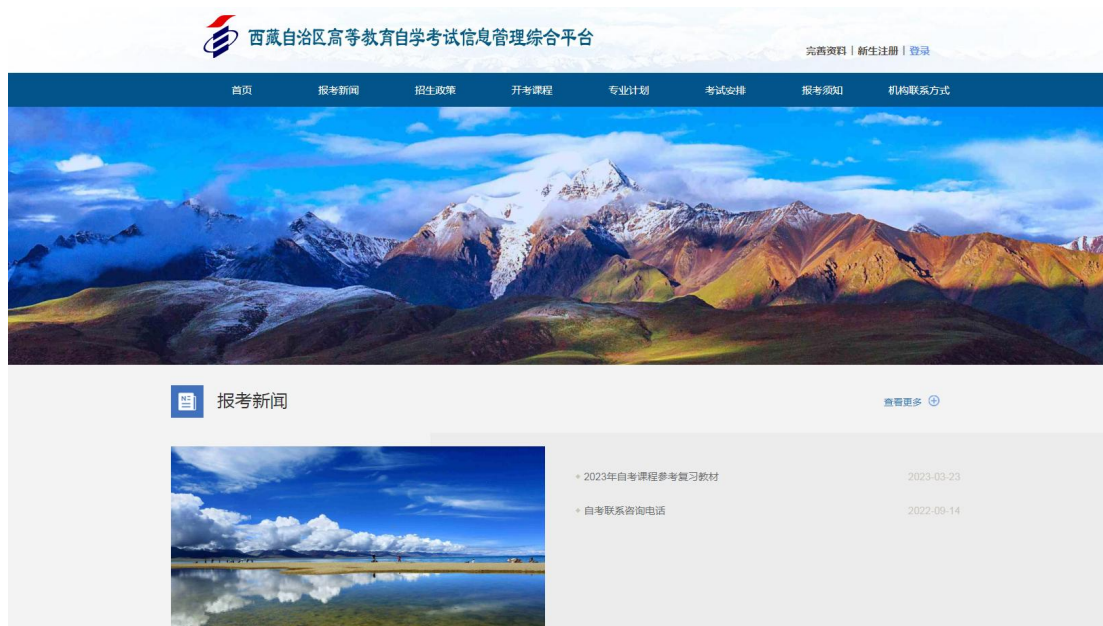 西藏自治区高等教育自学考试信息管理综合平台
完善资料 | 新生注册 | 登录
首页 报考新闻 招生政策 开考课程 专业计划 考试安排 报考须知 机构联系方式
报考新闻
查看更多
2023年自考课程参考复习教材 2023-03-23
自考联系咨询电话 2022-09-14